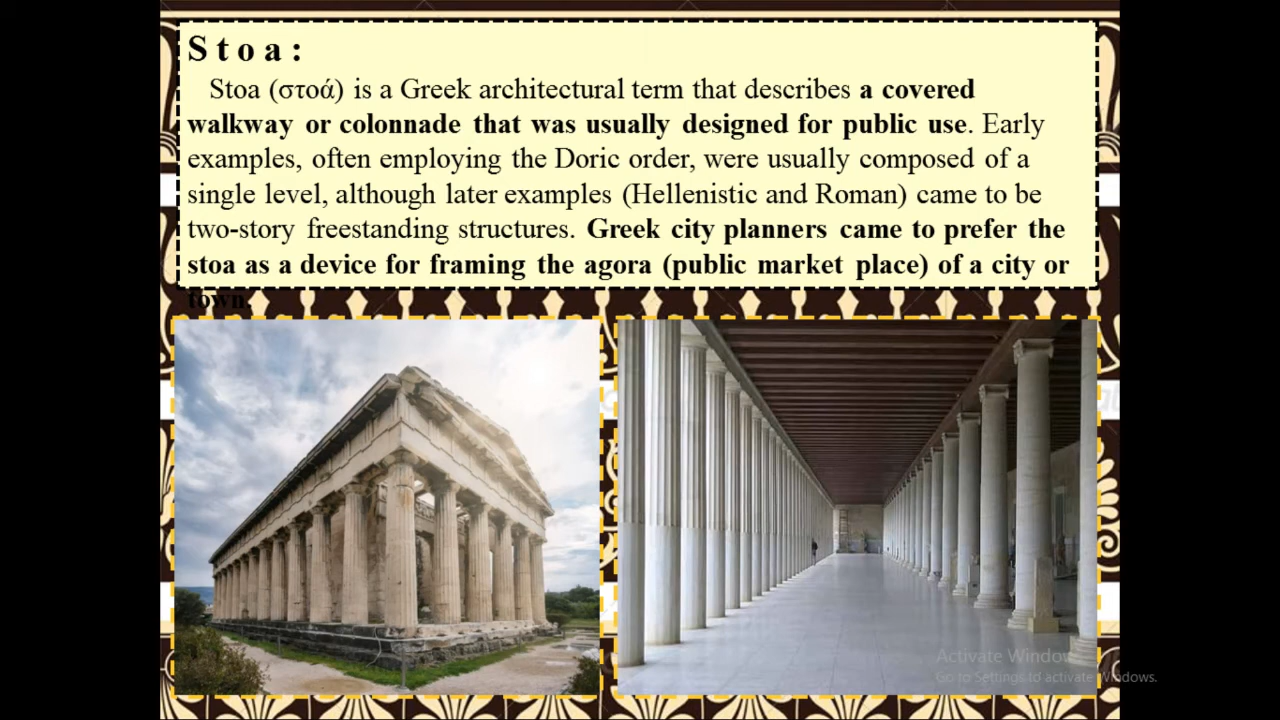 Stoa:
Stoa (στοά) is a Greek architectural term that describes a covered
walkway or colonnade that was usually designed for public use. Early
examples, often employing the Doric order, were usually composed of a
single level, although later examples (Hellenistic and Roman) came to be
two-story freestanding structures. Greek city planners came to prefer the
stoa as a device for framing the agora (public market place) of a city or
town.
Activate Windows
Go to Settings to activate Windows.